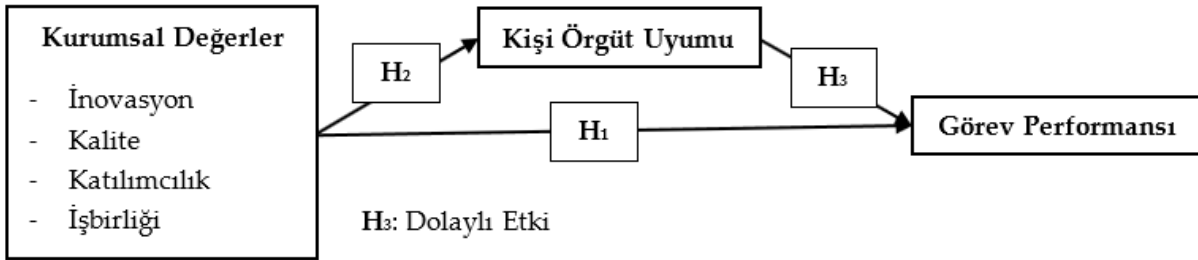 Kurumsal Değerler
- İnovasyon
- Kalite
- Katılımcılık
- İşbirliği
H₂
Kişi Örgüt Uyumu
H₃
H₁
Görev Performansı
H₃: Dolaylı Etki